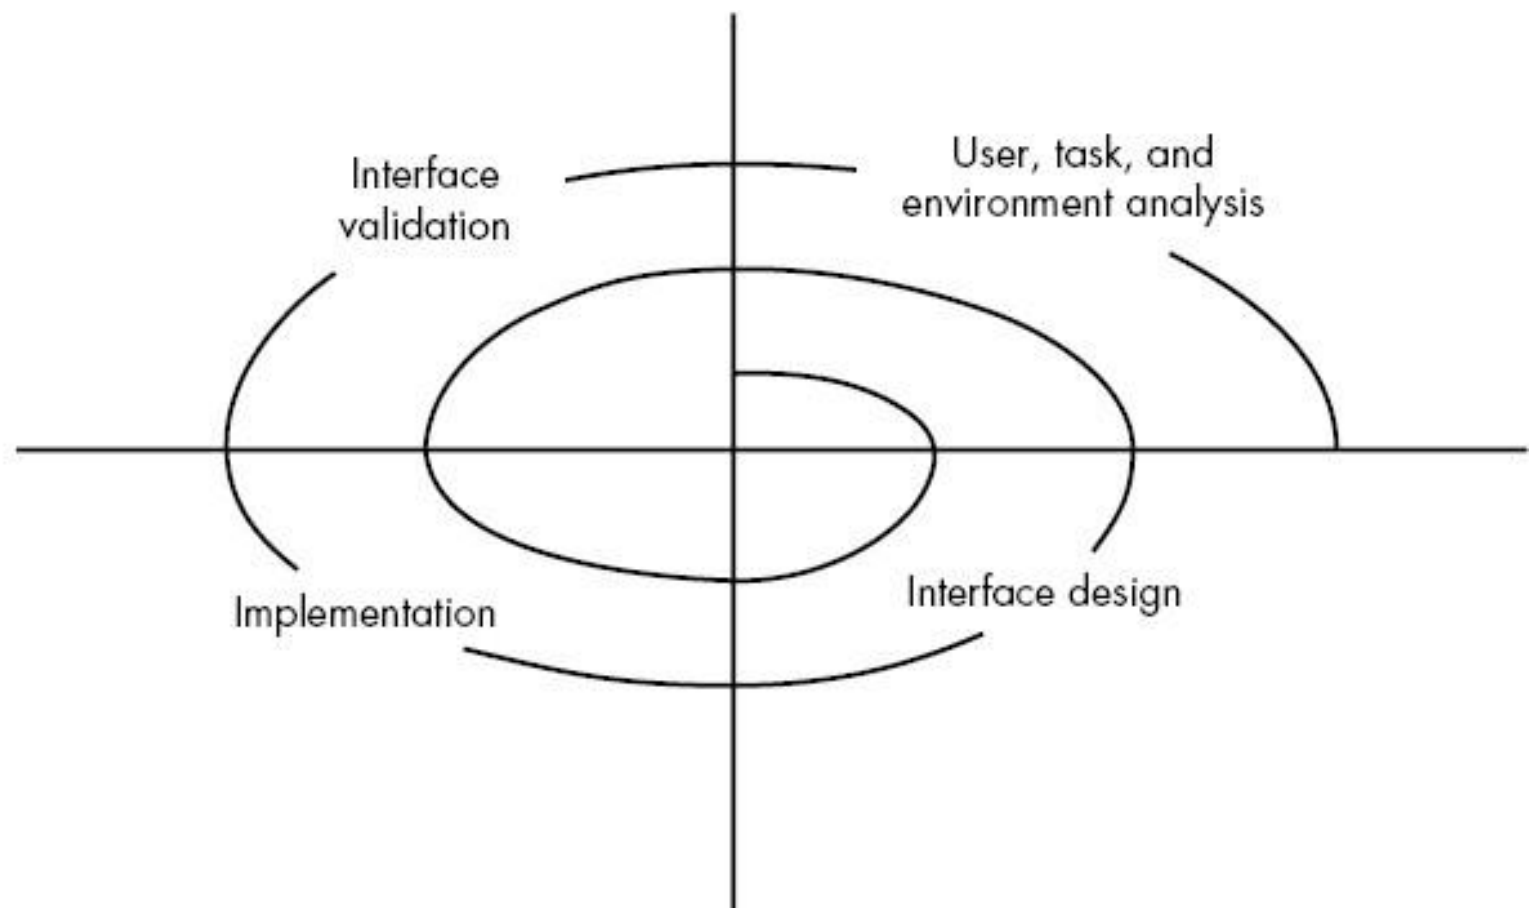 Interface
validation
User, task, and
environment analysis
Implementation
Interface design